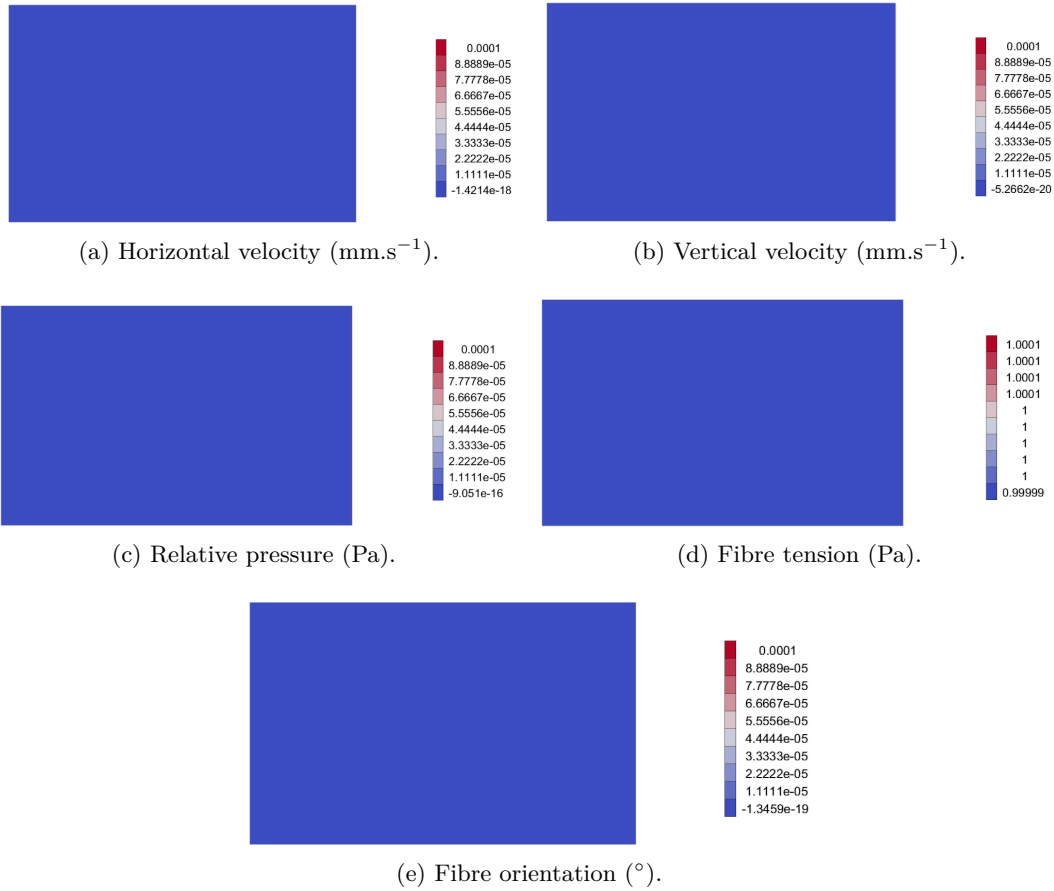 0.0001
8.8889e-05
7.7778e-05
6.6667e-05
5.5556e-05
4.4444e-05
3.3333e-05
2.2222e-05
1.1111e-05
-1.4214e-18
(a) Horizontal velocity (mm.s⁻¹).
0.0001
8.8889e-05
7.7778e-05
6.6667e-05
5.5556e-05
4.4444e-05
3.3333e-05
2.2222e-05
1.1111e-05
-5.2662e-20
(b) Vertical velocity (mm.s⁻¹).
0.0001
8.8889e-05
7.7778e-05
6.6667e-05
5.5556e-05
4.4444e-05
3.3333e-05
2.2222e-05
1.1111e-05
-9.051e-16
(c) Relative pressure (Pa).
1.0001
1.0001
1.0001
1.0001
1
1
1
1
1
0.99999
(d) Fibre tension (Pa).
0.0001
8.8889e-05
7.7778e-05
6.6667e-05
5.5556e-05
4.4444e-05
3.3333e-05
2.2222e-05
1.1111e-05
-1.3459e-19
(e) Fibre orientation (°).